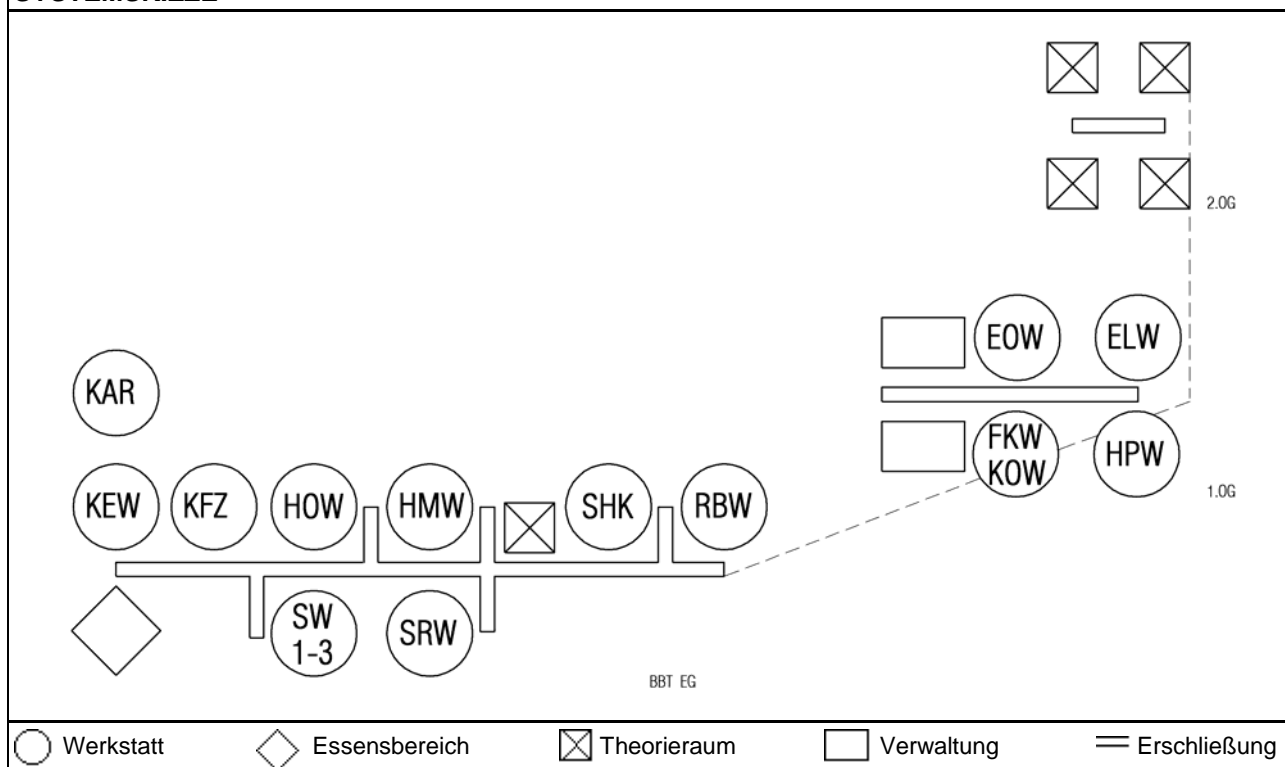 2.OG
EOW
ELW
KAR
FKW
KOW
HPW
KEW
KFZ
HOW
HMW
SHK
RBW
1.OG
SW
1-3
SRW
BBT EG
Werkstatt
Essensbereich
Theorieraum
Verwaltung
Erschließung